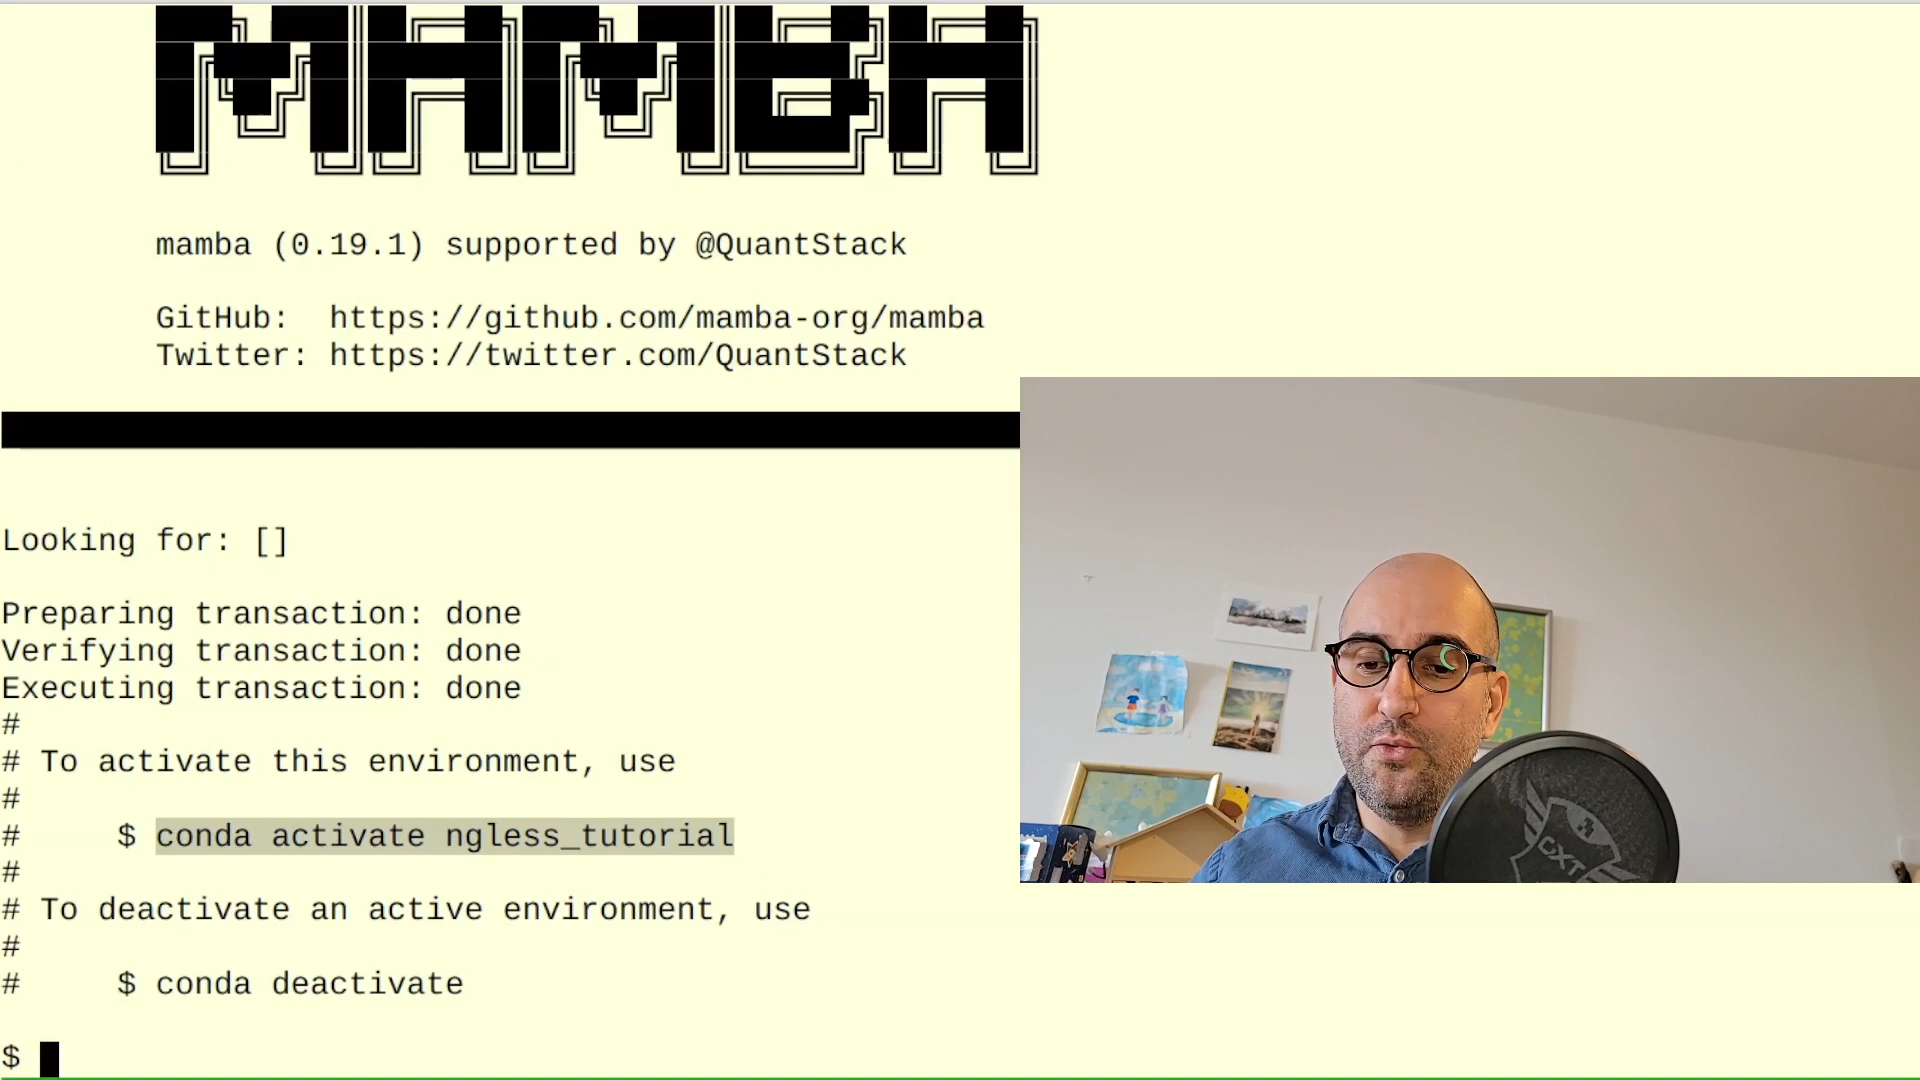 MAMBA
mamba (0.19.1) supported by @QuantStack
GitHub:  https://github.com/mamba-org/mamba
Twitter: https://twitter.com/QuantStack
Looking for: []
Preparing transaction: done
Verifying transaction: done
Executing transaction: done
#
# To activate this environment, use
#
#     $ conda activate ngless_tutorial
#
# To deactivate an active environment, use
#
#     $ conda deactivate
$
CXT